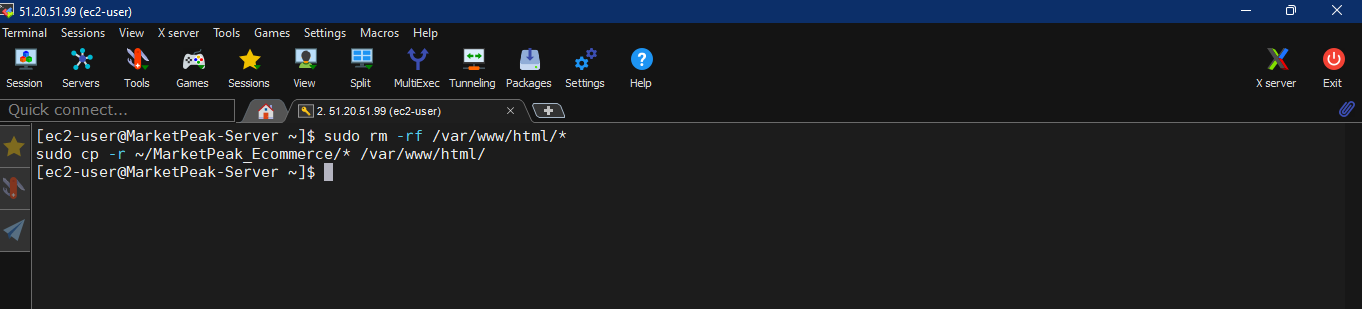 51.20.51.99 (ec2-user)
Terminal Sessions View X server Tools Games Settings Macros Help
Session Servers Tools Games Sessions View Split MultiExec Tunneling Packages Settings Help X server Exit
Quick connect... 2. 51.20.51.99 (ec2-user)
[ec2-user@MarketPeak-Server ~]$ sudo rm -rf /var/www/html/*
sudo cp -r ~/MarketPeak_Ecommerce/* /var/www/html/
[ec2-user@MarketPeak-Server ~]$